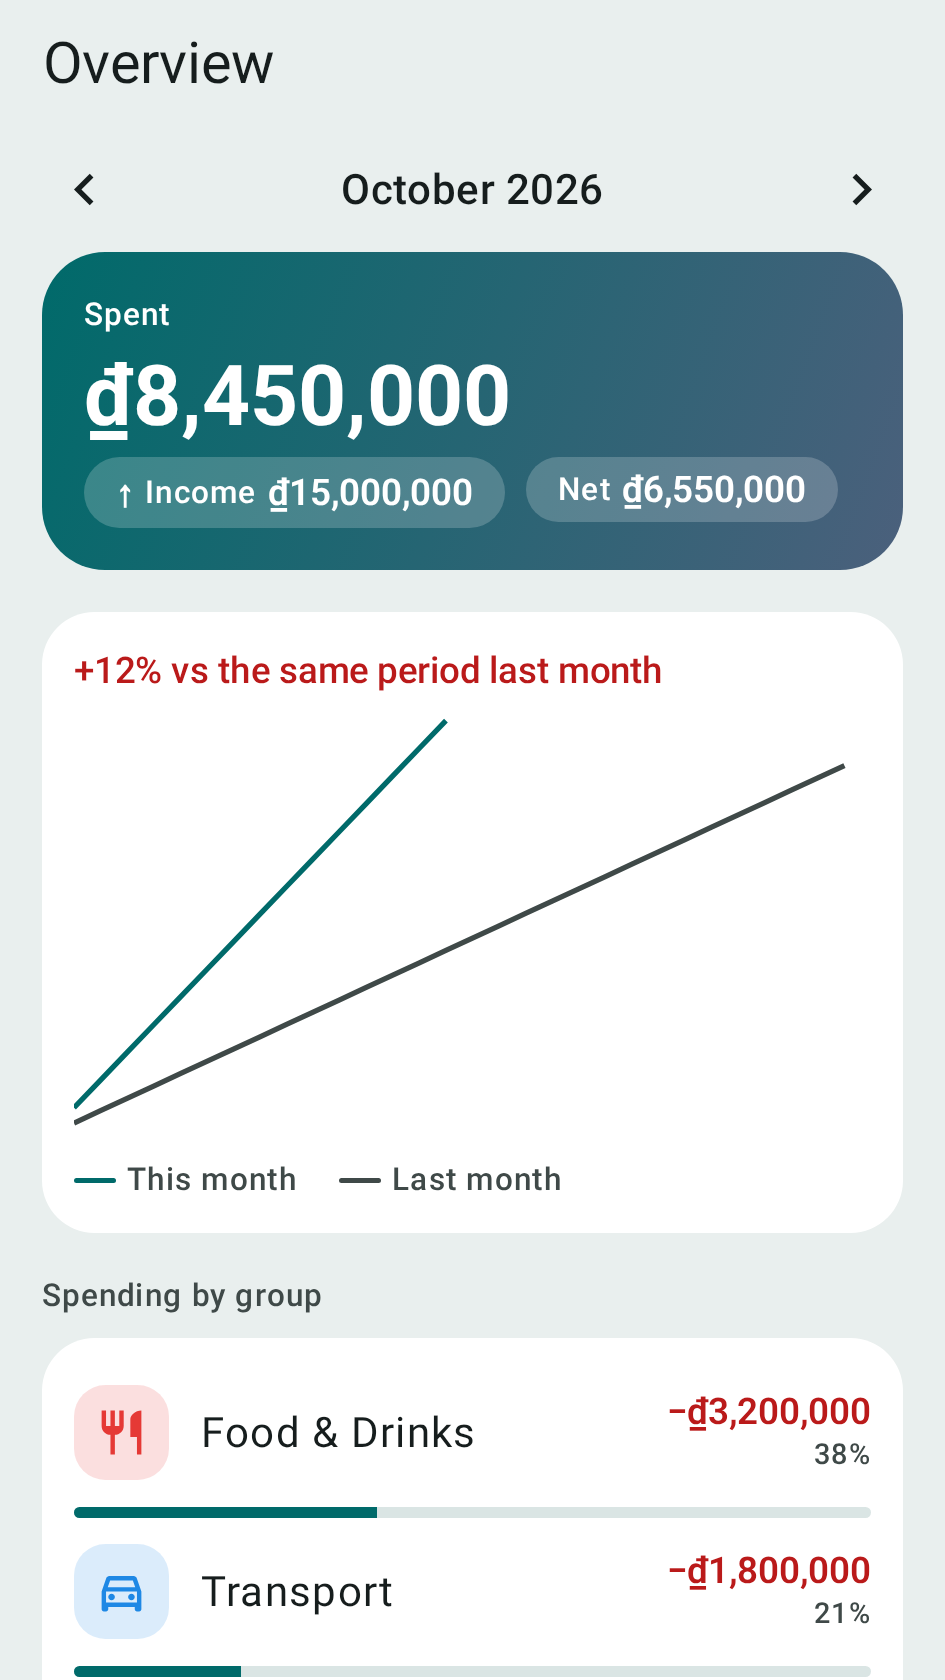 Overview
October 2026
Spent
₫8,450,000
↑ Income ₫15,000,000
Net ₫6,550,000
+12% vs the same period last month
This month
Last month
Spending by group
Food & Drinks
−₫3,200,000
38%
Transport
−₫1,800,000
21%